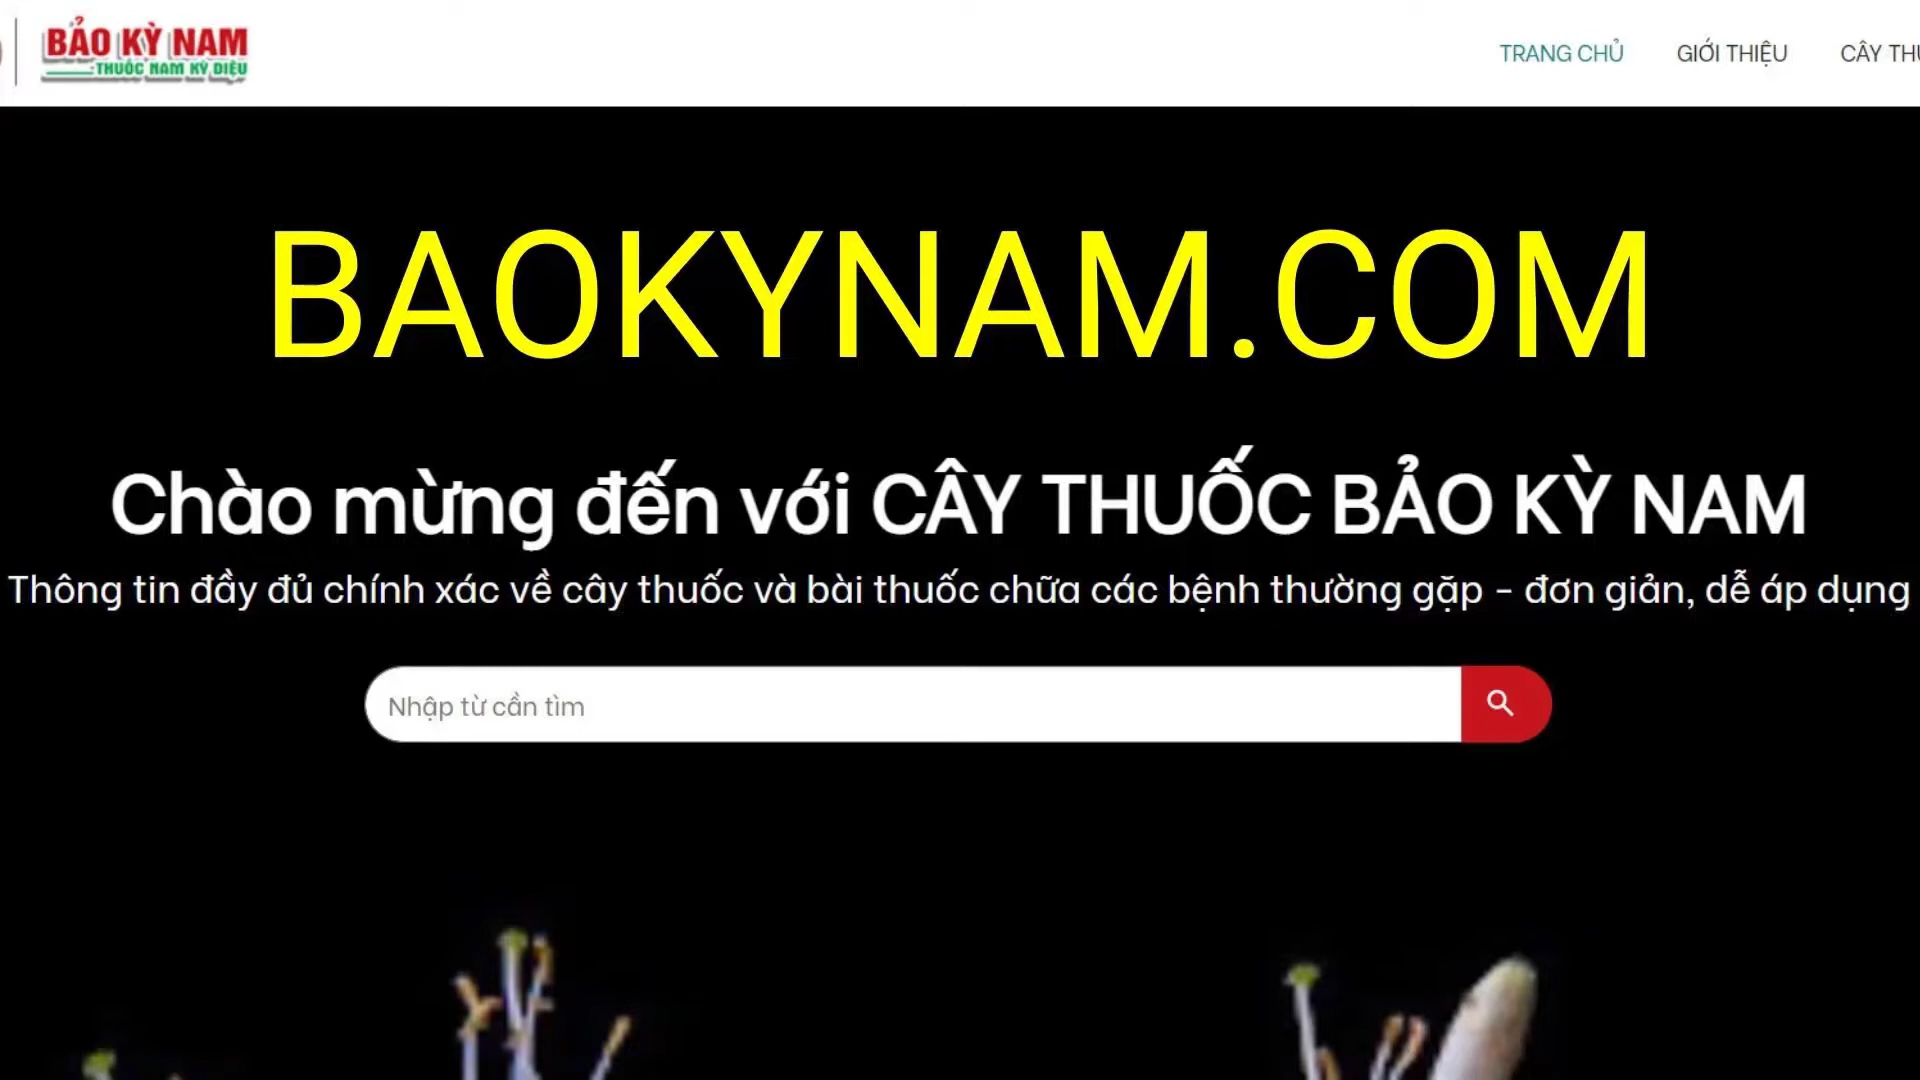 BẢO KỲ NAM
THUỐC NAM KỲ DIỆU
TRANG CHỦ
GIỚI THIỆU
CÂY
BAOKYNAM.COM
Chào mừng đến với CÂY THUỐC BẢO KỲ NAM
Thông tin đầy đủ chính xác về cây thuốc và bài thuốc chữa các bệnh thường gặp - đơn giản, dễ áp dụng
Nhập từ cần tìm